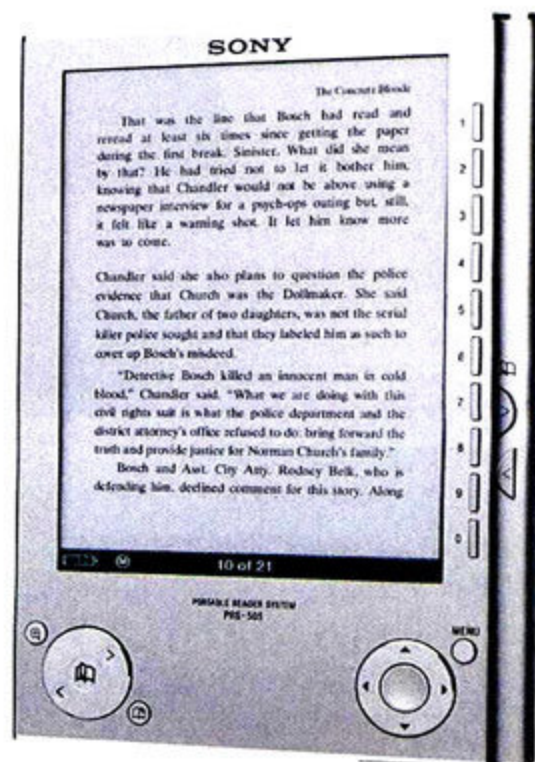 SONY
The Concrete Blonde
That was the line that Bosch had read and
reread at least six times since getting the paper
during the first break. Sinister. What did she mean
by that? He had tried not to let it bother him,
knowing that Chandler would not be above using a
newspaper interview for a psych-ops outing but, still,
it felt like a warning shot. It let him know more
was to come.
Chandler said she also plans to question the police
evidence that Church was the Dollmaker. She said
Church, the father of two daughters, was not the serial
killer police sought and that they labeled him as such to
cover up Bosch's misdeed.
"Detective Bosch killed an innocent man in cold
blood," Chandler said. "What we are doing with this
civil rights suit is what the police department and the
district attorney's office refused to do: bring forward the
truth and provide justice for Norman Church's family."
Bosch and Asst. City Atty. Rodney Belk, who is
defending him, declined comment for this story. Along
10 of 21
PORTABLE READER SYSTEM
PRS-505
MENU
1
2
3
4
5
6
7
8
9
0